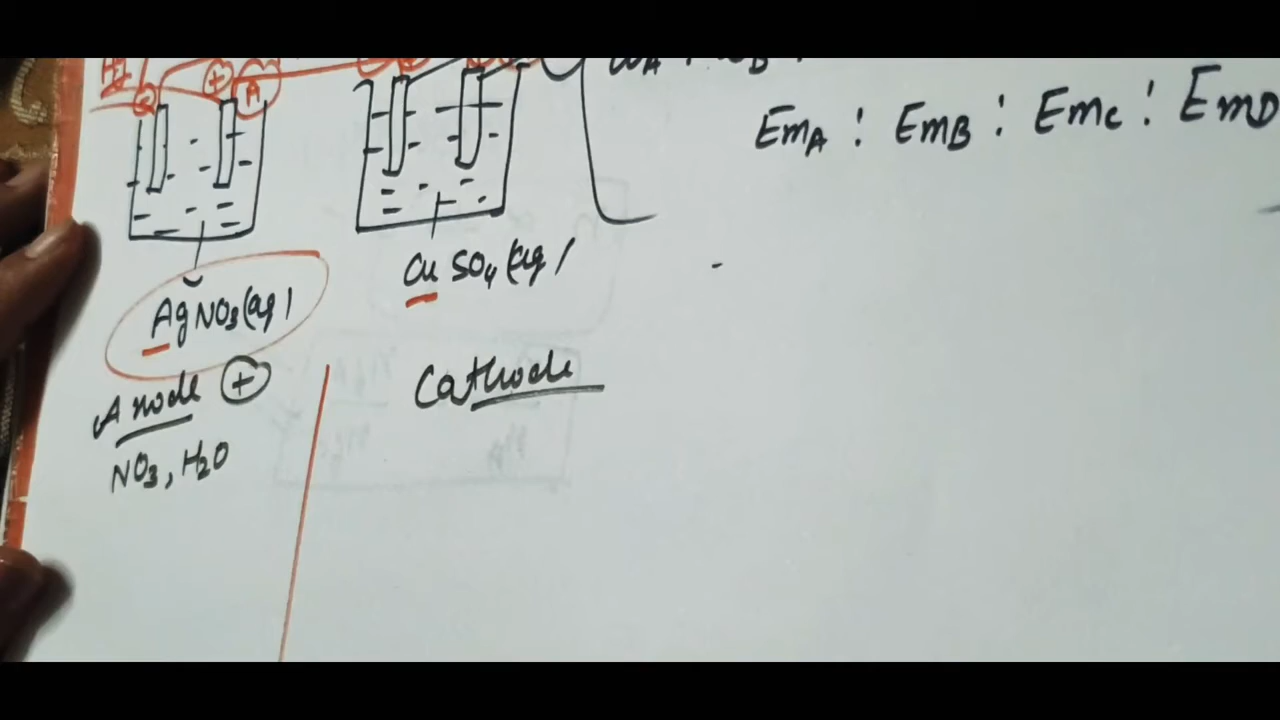 + A
Em_A : Em_B : Em_C : Em_D
CuSO₄(aq)
AgNO₃(aq)
Anode +
Cathode
NO₃, H₂O